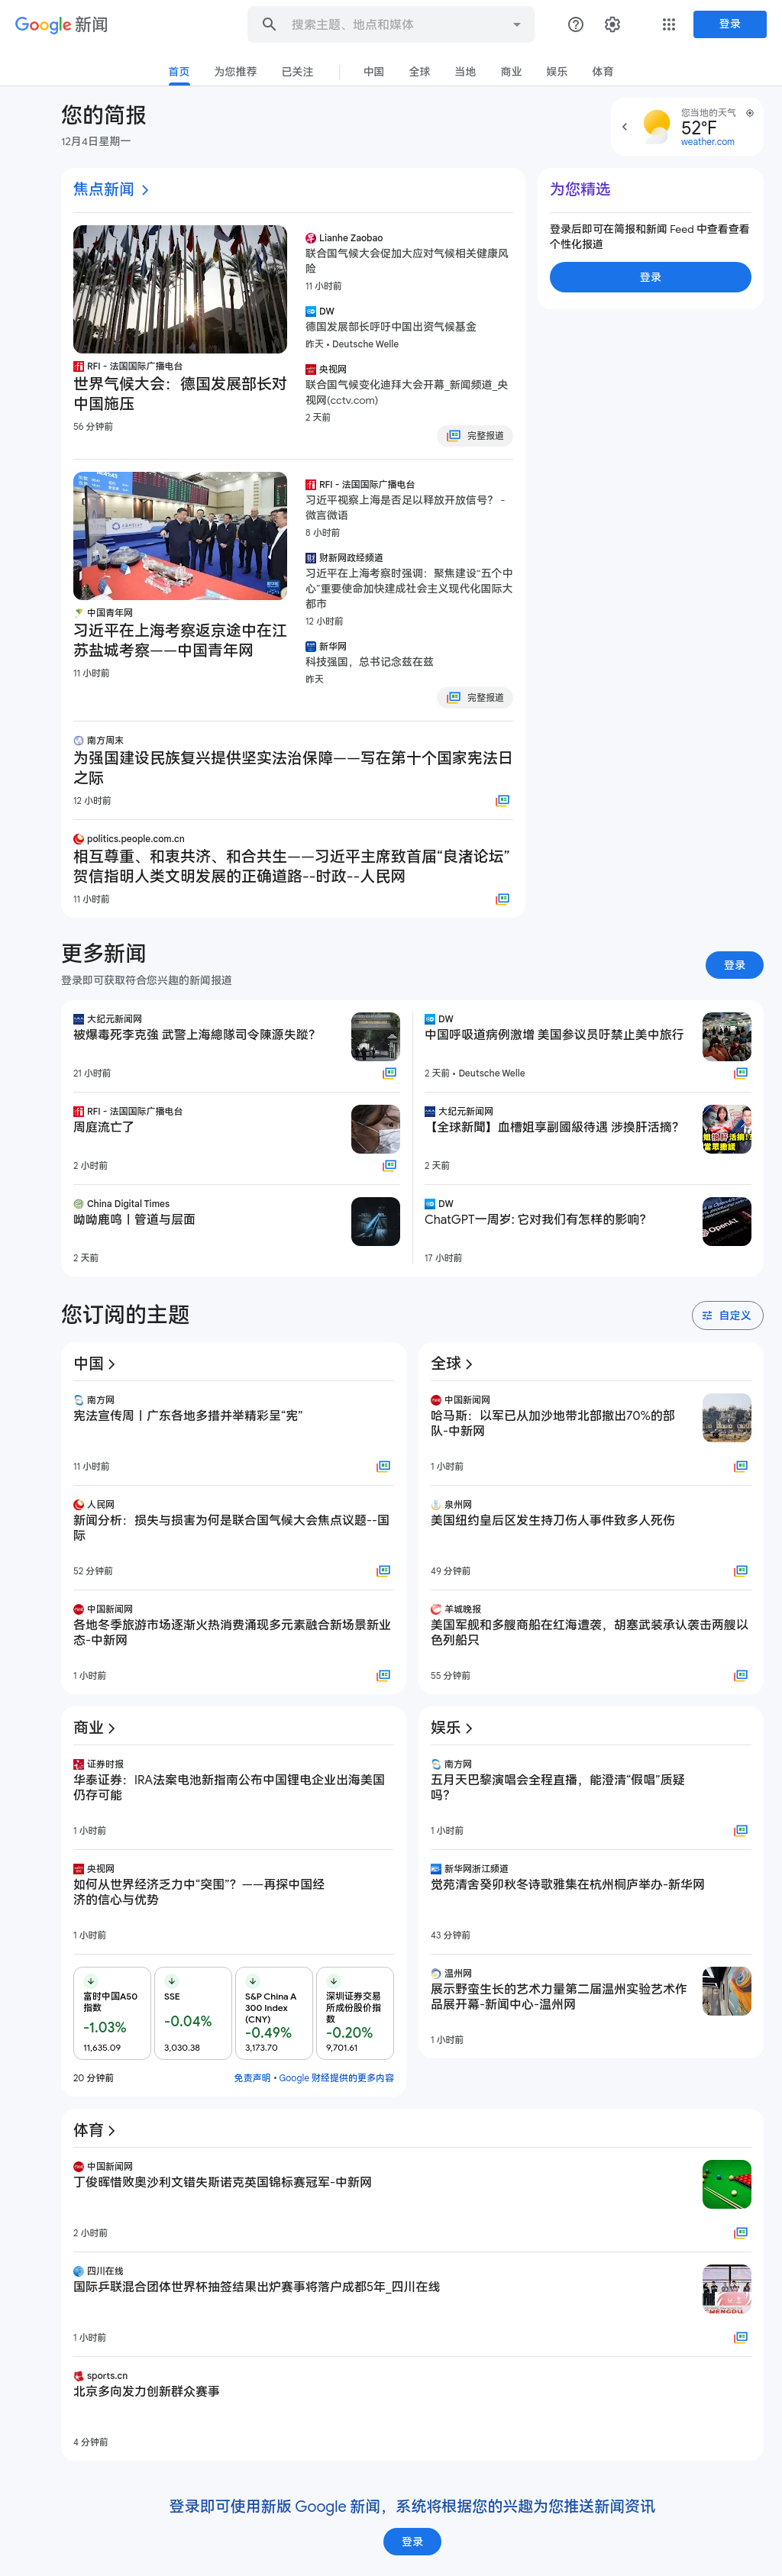 Google 新闻
搜索主题、地点和媒体
登录
首页
为您推荐
已关注
中国
全球
当地
商业
娱乐
体育
您的简报
12月4日星期一
您当地的天气
52°F
weather.com
焦点新闻
RFI - 法国国际广播电台
世界气候大会：德国发展部长对
中国施压
56 分钟前
Lianhe Zaobao
联合国气候大会促加大应对气候相关健康风
险
11 小时前
DW
德国发展部长呼吁中国出资气候基金
昨天 • Deutsche Welle
央视网
联合国气候变化迪拜大会开幕_新闻频道_央
视网(cctv.com)
2 天前
完整报道
中国青年网
习近平在上海考察返京途中在江
苏盐城考察——中国青年网
11 小时前
RFI - 法国国际广播电台
习近平视察上海是否足以释放开放信号？ -
微言微语
8 小时前
财新网政经频道
习近平在上海考察时强调：聚焦建设“五个中
心”重要使命加快建成社会主义现代化国际大
都市
12 小时前
新华网
科技强国，总书记念兹在兹
昨天
完整报道
南方周末
为强国建设民族复兴提供坚实法治保障——写在第十个国家宪法日
之际
12 小时前
politics.people.com.cn
相互尊重、和衷共济、和合共生——习近平主席致首届“良渚论坛”
贺信指明人类文明发展的正确道路--时政--人民网
11 小时前
为您精选
登录后即可在简报和新闻 Feed 中查看查看
个性化报道
登录
更多新闻
登录即可获取符合您兴趣的新闻报道
登录
大纪元新闻网
被爆毒死李克強 武警上海總隊司令陳源失蹤？
21 小时前
DW
中国呼吸道病例激增 美国参议员吁禁止美中旅行
2 天前 • Deutsche Welle
RFI - 法国国际广播电台
周庭流亡了
2 小时前
大纪元新闻网
【全球新聞】血槽姐享副國級待遇 涉換肝活摘？
2 天前
China Digital Times
呦呦鹿鸣丨管道与层面
2 天前
DW
ChatGPT一周岁: 它对我们有怎样的影响?
17 小时前
OpenAI
您订阅的主题
自定义
中国
南方网
宪法宣传周丨广东各地多措并举精彩呈“宪”
11 小时前
人民网
新闻分析：损失与损害为何是联合国气候大会焦点议题--国
际
52 分钟前
中国新闻网
各地冬季旅游市场逐渐火热消费涌现多元素融合新场景新业
态-中新网
1 小时前
全球
中国新闻网
哈马斯：以军已从加沙地带北部撤出70%的部
队-中新网
1 小时前
泉州网
美国纽约皇后区发生持刀伤人事件致多人死伤
49 分钟前
羊城晚报
美国军舰和多艘商船在红海遭袭，胡塞武装承认袭击两艘以
色列船只
55 分钟前
商业
证券时报
华泰证券：IRA法案电池新指南公布中国锂电企业出海美国
仍存可能
1 小时前
央视网
如何从世界经济乏力中“突围”？——再探中国经
济的信心与优势
1 小时前
富时中国A50
指数
-1.03%
11,635.09
SSE
-0.04%
3,030.38
S&P China A
300 Index
(CNY)
-0.49%
3,173.70
深圳证券交易
所成份股价指
数
-0.20%
9,701.61
20 分钟前
免责声明 • Google 财经提供的更多内容
娱乐
南方网
五月天巴黎演唱会全程直播，能澄清“假唱”质疑
吗？
1 小时前
新华网浙江频道
觉苑清舍癸卯秋冬诗歌雅集在杭州桐庐举办-新华网
43 分钟前
温州网
展示野蛮生长的艺术力量第二届温州实验艺术作
品展开幕-新闻中心-温州网
1 小时前
体育
中国新闻网
丁俊晖惜败奥沙利文错失斯诺克英国锦标赛冠军-中新网
2 小时前
四川在线
国际乒联混合团体世界杯抽签结果出炉赛事将落户成都5年_四川在线
1 小时前
sports.cn
北京多向发力创新群众赛事
4 分钟前
登录即可使用新版 Google 新闻，系统将根据您的兴趣为您推送新闻资讯
登录